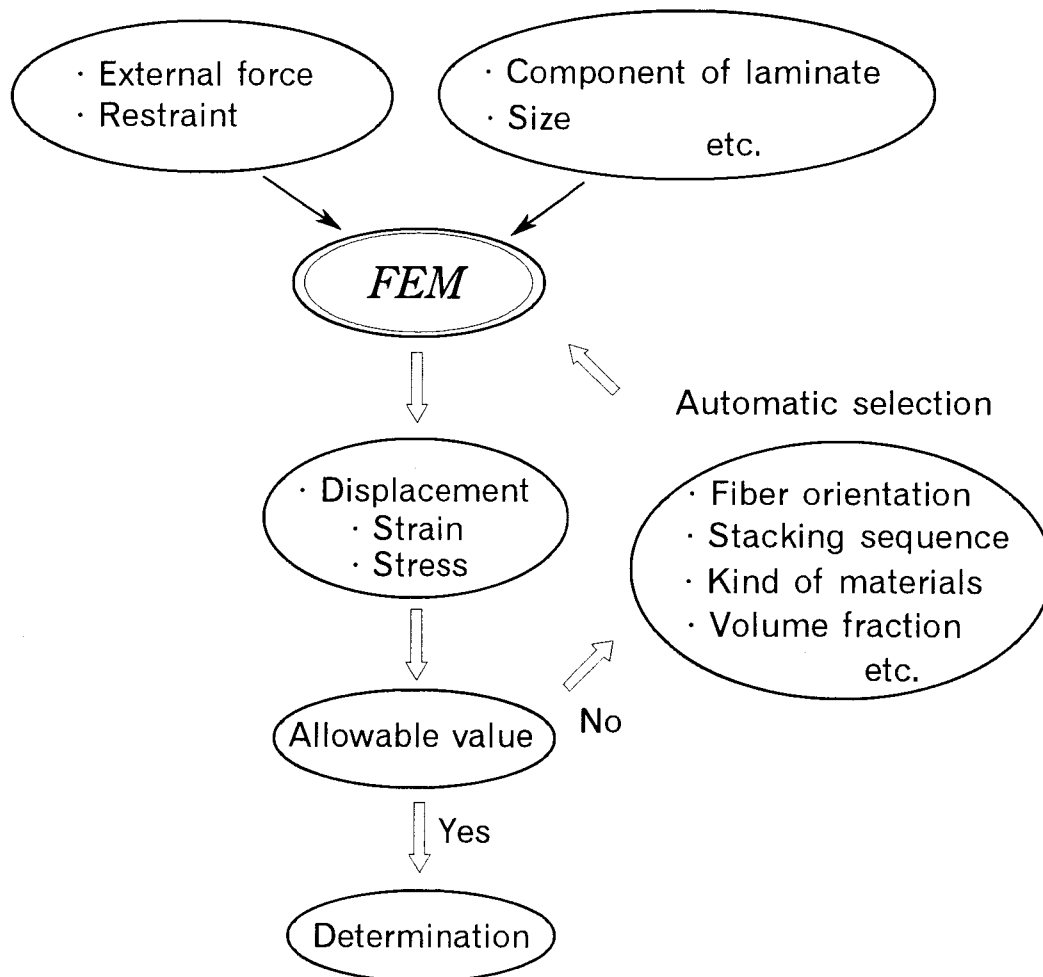 · External force
· Restraint
· Component of laminate
· Size
etc.
FEM
Automatic selection
· Displacement
· Strain
· Stress
· Fiber orientation
· Stacking sequence
· Kind of materials
· Volume fraction
etc.
Allowable value
No
Yes
Determination